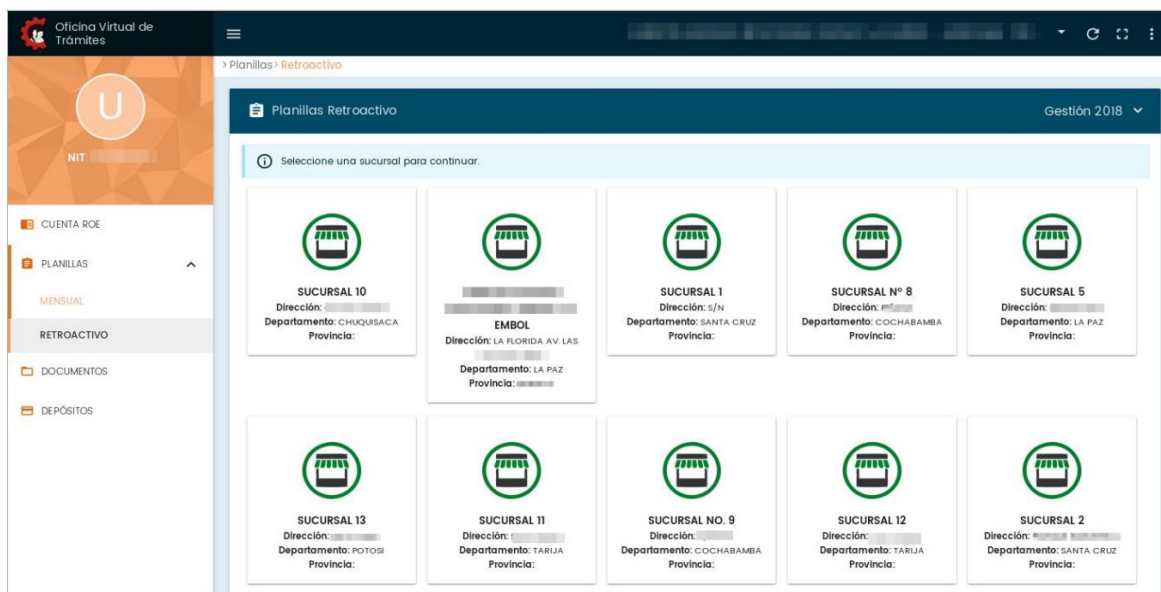 Oficina Virtual de
Trámites
> Planillas > Retroactivo
U
NIT:
Planillas Retroactivo
Gestión 2018
Seleccione una sucursal para continuar.
CUENTA ROE
PLANILLAS
MENSUAL
RETROACTIVO
DOCUMENTOS
DEPÓSITOS
SUCURSAL 10
Dirección:
Departamento: CHUQUISACA
Provincia:
EMBOL
Dirección: LA FLORIDA AV. LAS
Departamento: LA PAZ
Provincia:
SUCURSAL 1
Dirección: S/N
Departamento: SANTA CRUZ
Provincia:
SUCURSAL Nº 8
Dirección:
Departamento: COCHABAMBA
Provincia:
SUCURSAL 5
Dirección:
Departamento: LA PAZ
Provincia:
SUCURSAL 13
Dirección:
Departamento: POTOSI
Provincia:
SUCURSAL 11
Dirección:
Departamento: TARIJA
Provincia:
SUCURSAL NO. 9
Dirección:
Departamento: COCHABAMBA
Provincia:
SUCURSAL 12
Dirección:
Departamento: TARIJA
Provincia:
SUCURSAL 2
Dirección:
Departamento: SANTA CRUZ
Provincia: